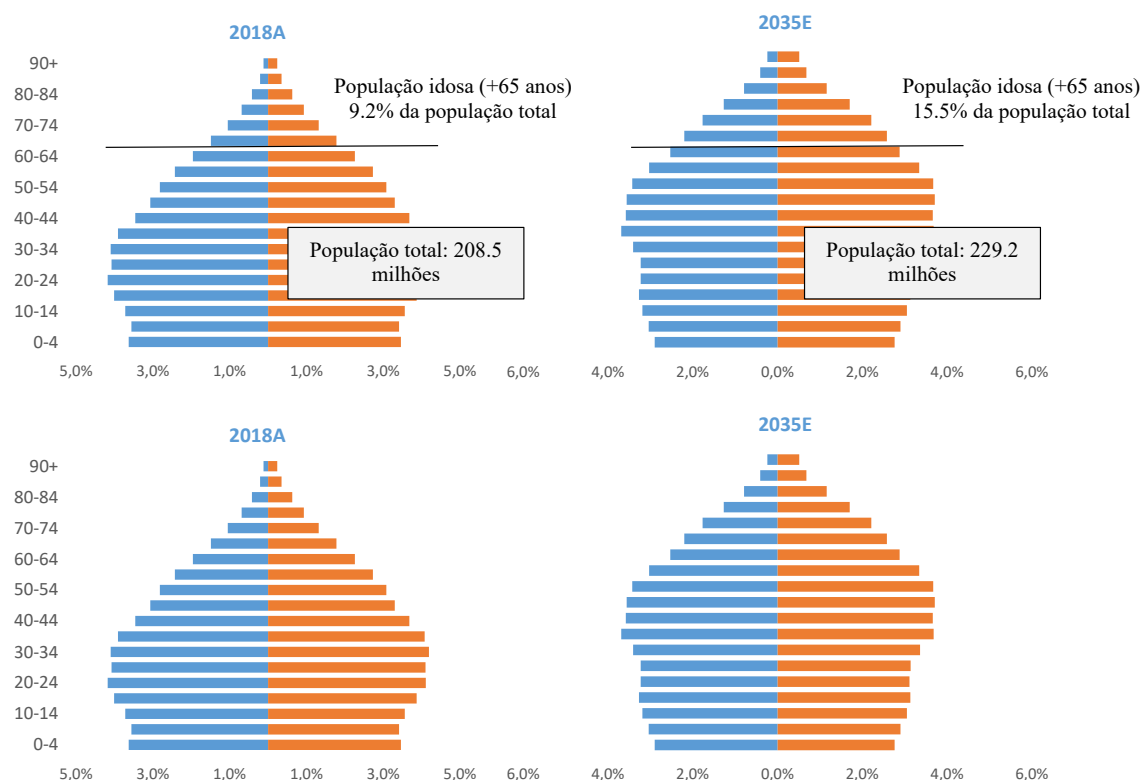 2018A
90+
80-84
70-74
60-64
50-54
40-44
30-34
20-24
10-14
0-4
População idosa (+65 anos)
9.2% da população total
População total: 208.5
milhões
5,0% 3,0% 1,0% 1,0% 3,0% 5,0% 6,0%
2035E
População idosa (+65 anos)
15.5% da população total
População total: 229.2
milhões
4,0% 2,0% 0,0% 2,0% 4,0% 6,0%
2018A
90+
80-84
70-74
60-64
50-54
40-44
30-34
20-24
10-14
0-4
5,0% 3,0% 1,0% 1,0% 3,0% 5,0% 6,0%
2035E
4,0% 2,0% 0,0% 2,0% 4,0% 6,0%